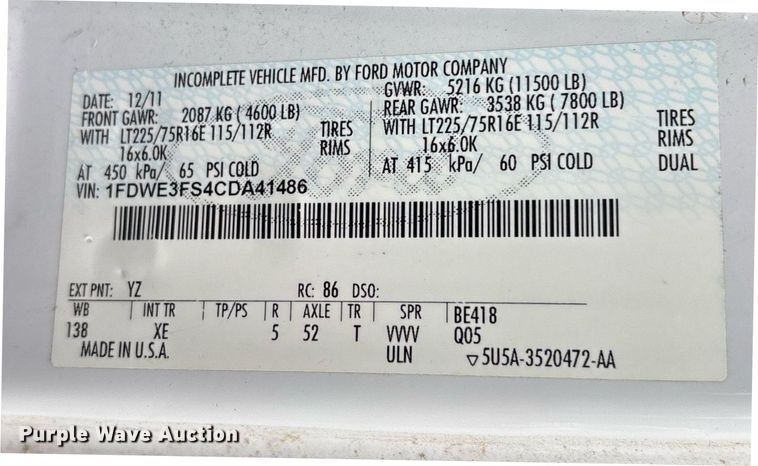 INCOMPLETE VEHICLE MFD. BY FORD MOTOR COMPANY
DATE: 12/11 GVWR: 5216 KG (11500 LB)
FRONT GAWR: 2087 KG ( 4600 LB) REAR GAWR: 3538 KG ( 7800 LB)
WITH LT225/75R16E 115/112R TIRES WITH LT225/75R16E 115/112R TIRES
16x6.0K RIMS 16x6.0K RIMS
AT 450 kPa/ 65 PSI COLD AT 415 kPa/ 60 PSI COLD DUAL
VIN: 1FDWE3FS4CDA41486
EXT PNT: YZ RC: 86 DSO:
WB INT TR TP/PS R AXLE TR SPR BE418
138 XE 5 52 T VVVV Q05
MADE IN U.S.A. ULN ▽5U5A-3520472-AA
Purple Wave Auction